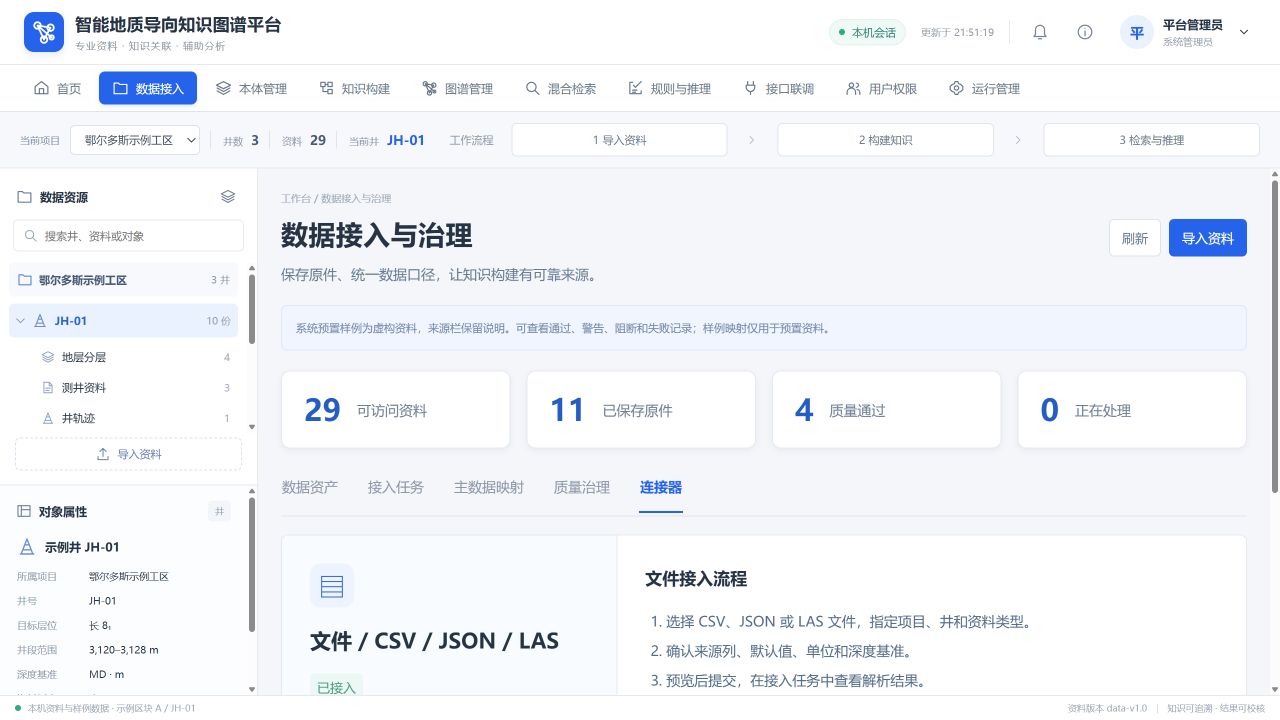 智能地质导向知识图谱平台
专业资料 · 知识关联 · 辅助分析
本机会话
更新于 21:51:19
平
平台管理员
系统管理员
首页
数据接入
本体管理
知识构建
图谱管理
混合检索
规则与推理
接口联调
用户权限
运行管理
当前项目
鄂尔多斯示例工区
井数 3
资料 29
当前井 JH-01
工作流程
1 导入资料
2 构建知识
3 检索与推理
数据资源
搜索井、资料或对象
鄂尔多斯示例工区 3 井
JH-01 10 份
地层分层 4
测井资料 3
井轨迹 1
导入资料
对象属性 井
示例井 JH-01
所属项目 鄂尔多斯示例工区
井号 JH-01
目标层位 长 8₁
井段范围 3,120–3,128 m
深度基准 MD · m
工作台 / 数据接入与治理
数据接入与治理
刷新
导入资料
保存原件、统一数据口径，让知识构建有可靠来源。
系统预置样例为虚构资料，来源栏保留说明。可查看通过、警告、阻断和失败记录；样例映射仅用于预置资料。
29 可访问资料
11 已保存原件
4 质量通过
0 正在处理
数据资产
接入任务
主数据映射
质量治理
连接器
文件 / CSV / JSON / LAS
已接入
文件接入流程
1. 选择 CSV、JSON 或 LAS 文件，指定项目、井和资料类型。
2. 确认来源列、默认值、单位和深度基准。
3. 预览后提交，在接入任务中查看解析结果。
本机资料与样例数据 · 示例区块 A / JH-01
资料版本 data-v1.0
知识可追溯 · 结果可校核